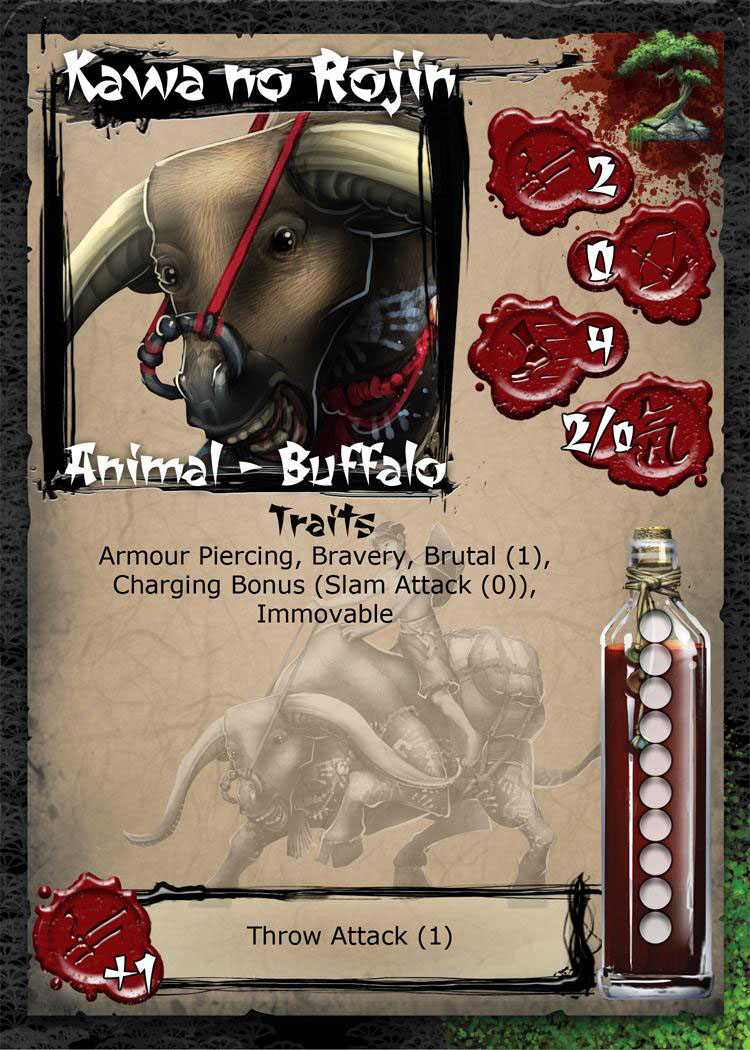 Kawa no Rojin
2
0
4
2/0
気
Animal - Buffalo
Traits
Armour Piercing, Bravery, Brutal (1),
Charging Bonus (Slam Attack (0)),
Immovable
+1
Throw Attack (1)